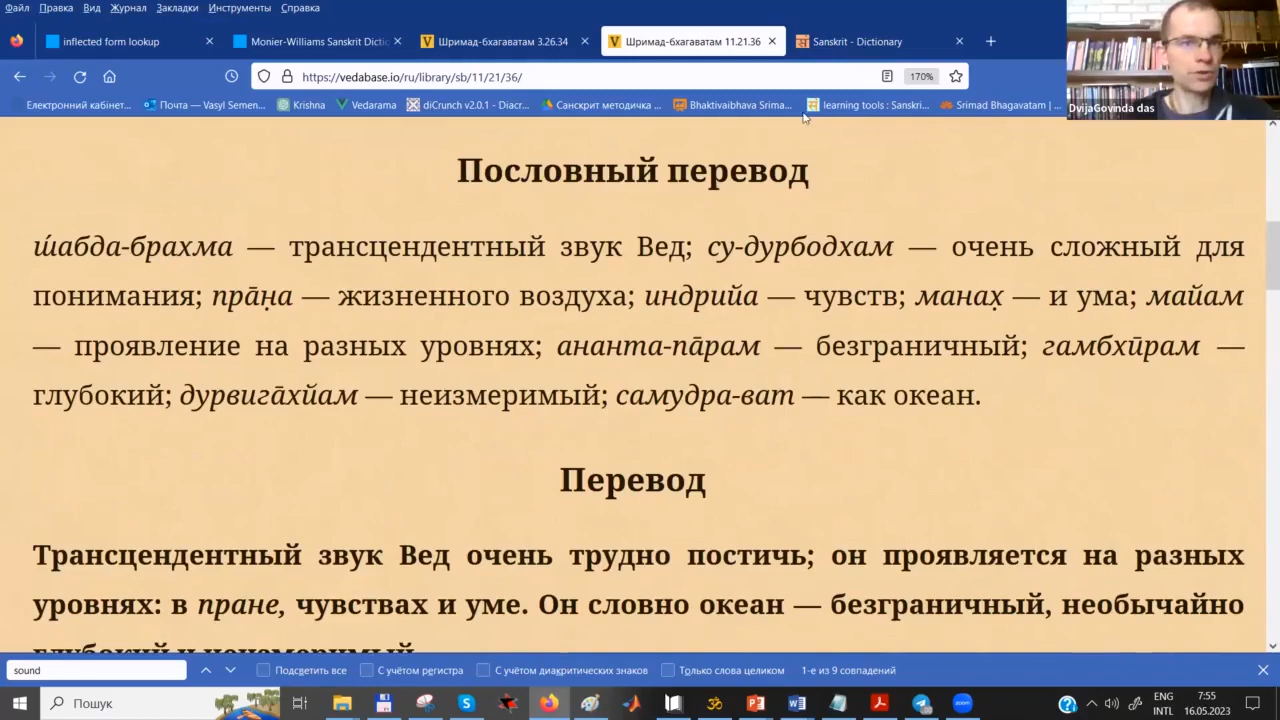 Файл Правка Вид Журнал Закладки Инструменты Справка
inflected form lookup Monier-Williams Sanskrit Dictic Шримад-бхагаватам 3.26.34 Шримад-бхагаватам 11.21.36 Sanskrit - Dictionary
https://vedabase.io/ru/library/sb/11/21/36/ 170%
Електронний кабінет... Почта — Vasyl Semen... Krishna Vedarama diCrunch v2.0.1 - Diacr... Санскрит методичка ... Bhaktivaibhava Srima... learning tools : Sanskri... Srimad Bhagavatam | ...
DvijaGovinda das
Пословный перевод
ш́абда-брахма — трансцендентный звук Вед; су-дурбодхам — очень сложный для
понимания; пра̄н̣а — жизненного воздуха; индрийа — чувств; манах̣ — и ума; майам
— проявление на разных уровнях; ананта-па̄рам — безграничный; гамбхӣрам —
глубокий; дурвига̄хйам — неизмеримый; самудра-ват — как океан.
Перевод
Трансцендентный звук Вед очень трудно постичь; он проявляется на разных
уровнях: в пране, чувствах и уме. Он словно океан — безграничный, необычайно
глубокий и неизмеримый.
sound Подсветить все С учётом регистра С учётом диакритических знаков Только слова целиком 1-е из 9 совпадений
Пошук ENG INTL 7:55 16.05.2023